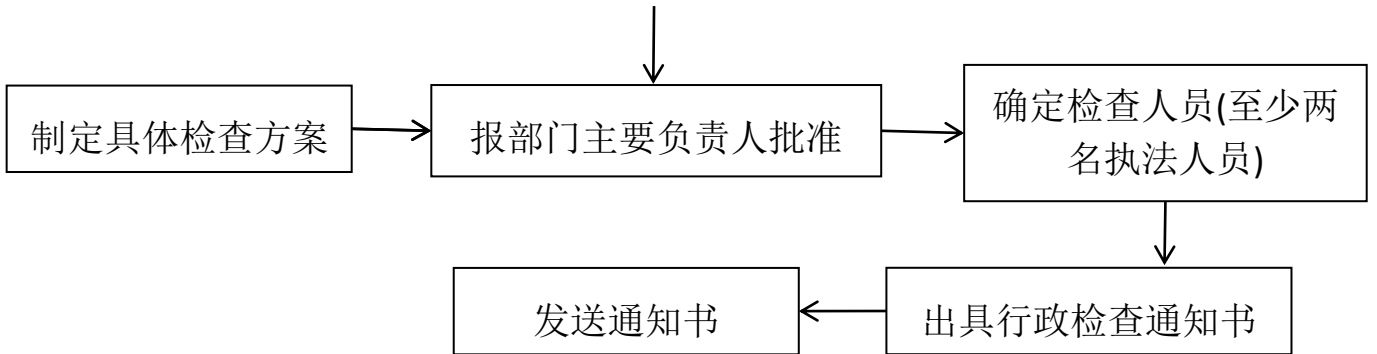 制定具体检查方案
报部门主要负责人批准
确定检查人员(至少两
名执法人员)
发送通知书
出具行政检查通知书